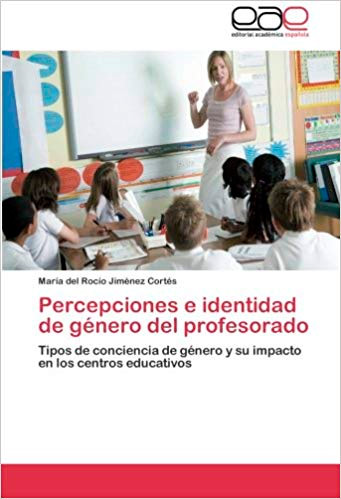 eae
editorial académica española
María del Rocío Jiménez Cortés
Percepciones e identidad
de género del profesorado
Tipos de conciencia de género y su impacto
en los centros educativos